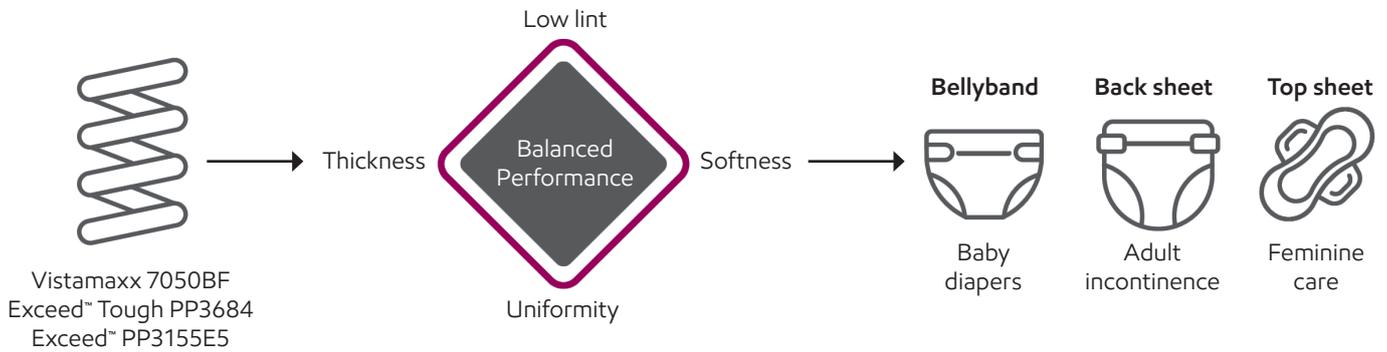 Low lint
Thickness
Balanced
Performance
Softness
Uniformity
Vistamaxx 7050BF
Exceed™ Tough PP3684
Exceed™ PP3155E5
Bellyband
Back sheet
Top sheet
Baby
diapers
Adult
incontinence
Feminine
care